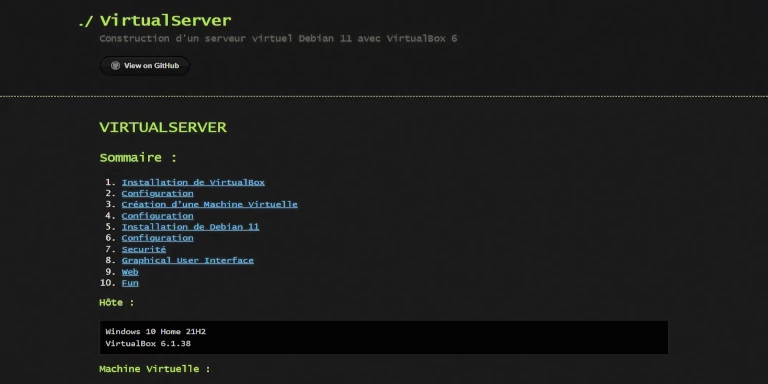 ./ VirtualServer
Construction d'un serveur virtuel Debian 11 avec VirtualBox 6
View on GitHub
VIRTUALSERVER
Sommaire :
1. Installation de VirtualBox
2. Configuration
3. Création d'une Machine Virtuelle
4. Configuration
5. Installation de Debian 11
6. Configuration
7. Securité
8. Graphical User Interface
9. Web
10. Fun
Hôte :
Windows 10 Home 21H2
VirtualBox 6.1.38
Machine Virtuelle :